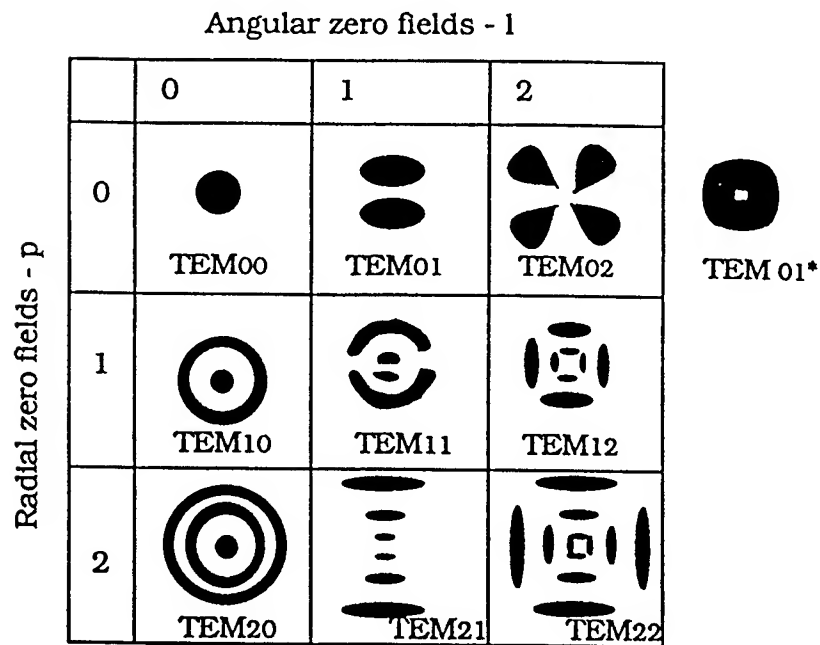 Angular zero fields - l
0 1 2
Radial zero fields - p
0
TEM00 TEM01 TEM02 TEM 01*
1
TEM10 TEM11 TEM12
2
TEM20 TEM21 TEM22